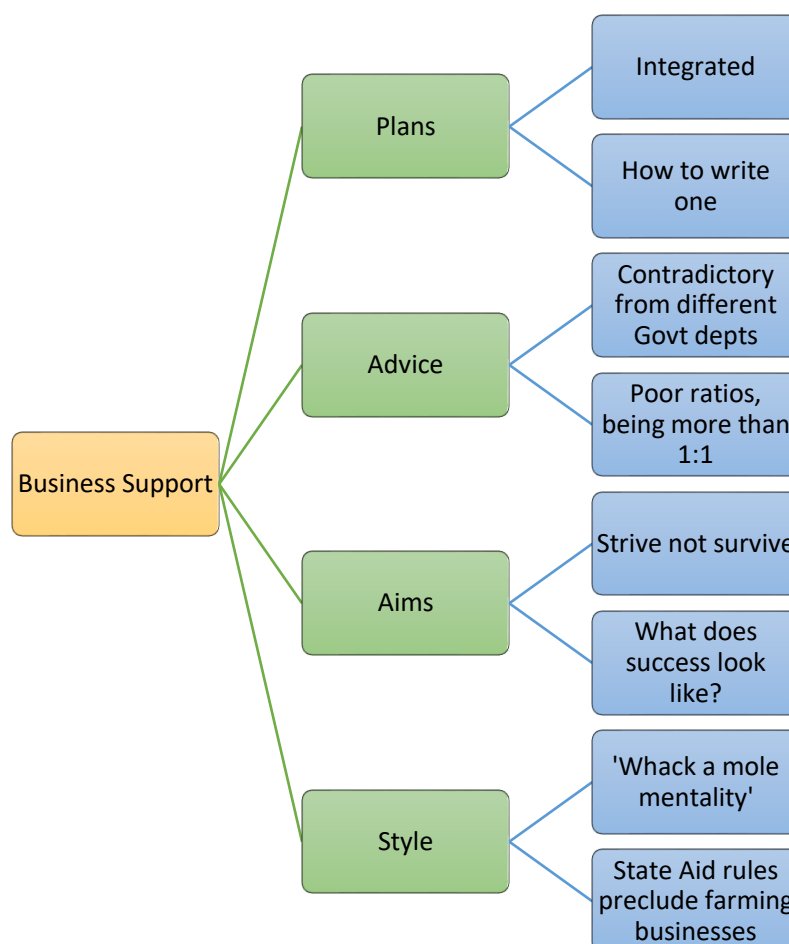 Integrated
Plans
How to write
one
Contradictory
from different
Govt depts
Advice
Poor ratios,
being more than
1:1
Business Support
Strive not survive
Aims
What does
success look
like?
'Whack a mole
mentality'
Style
State Aid rules
preclude farming
businesses